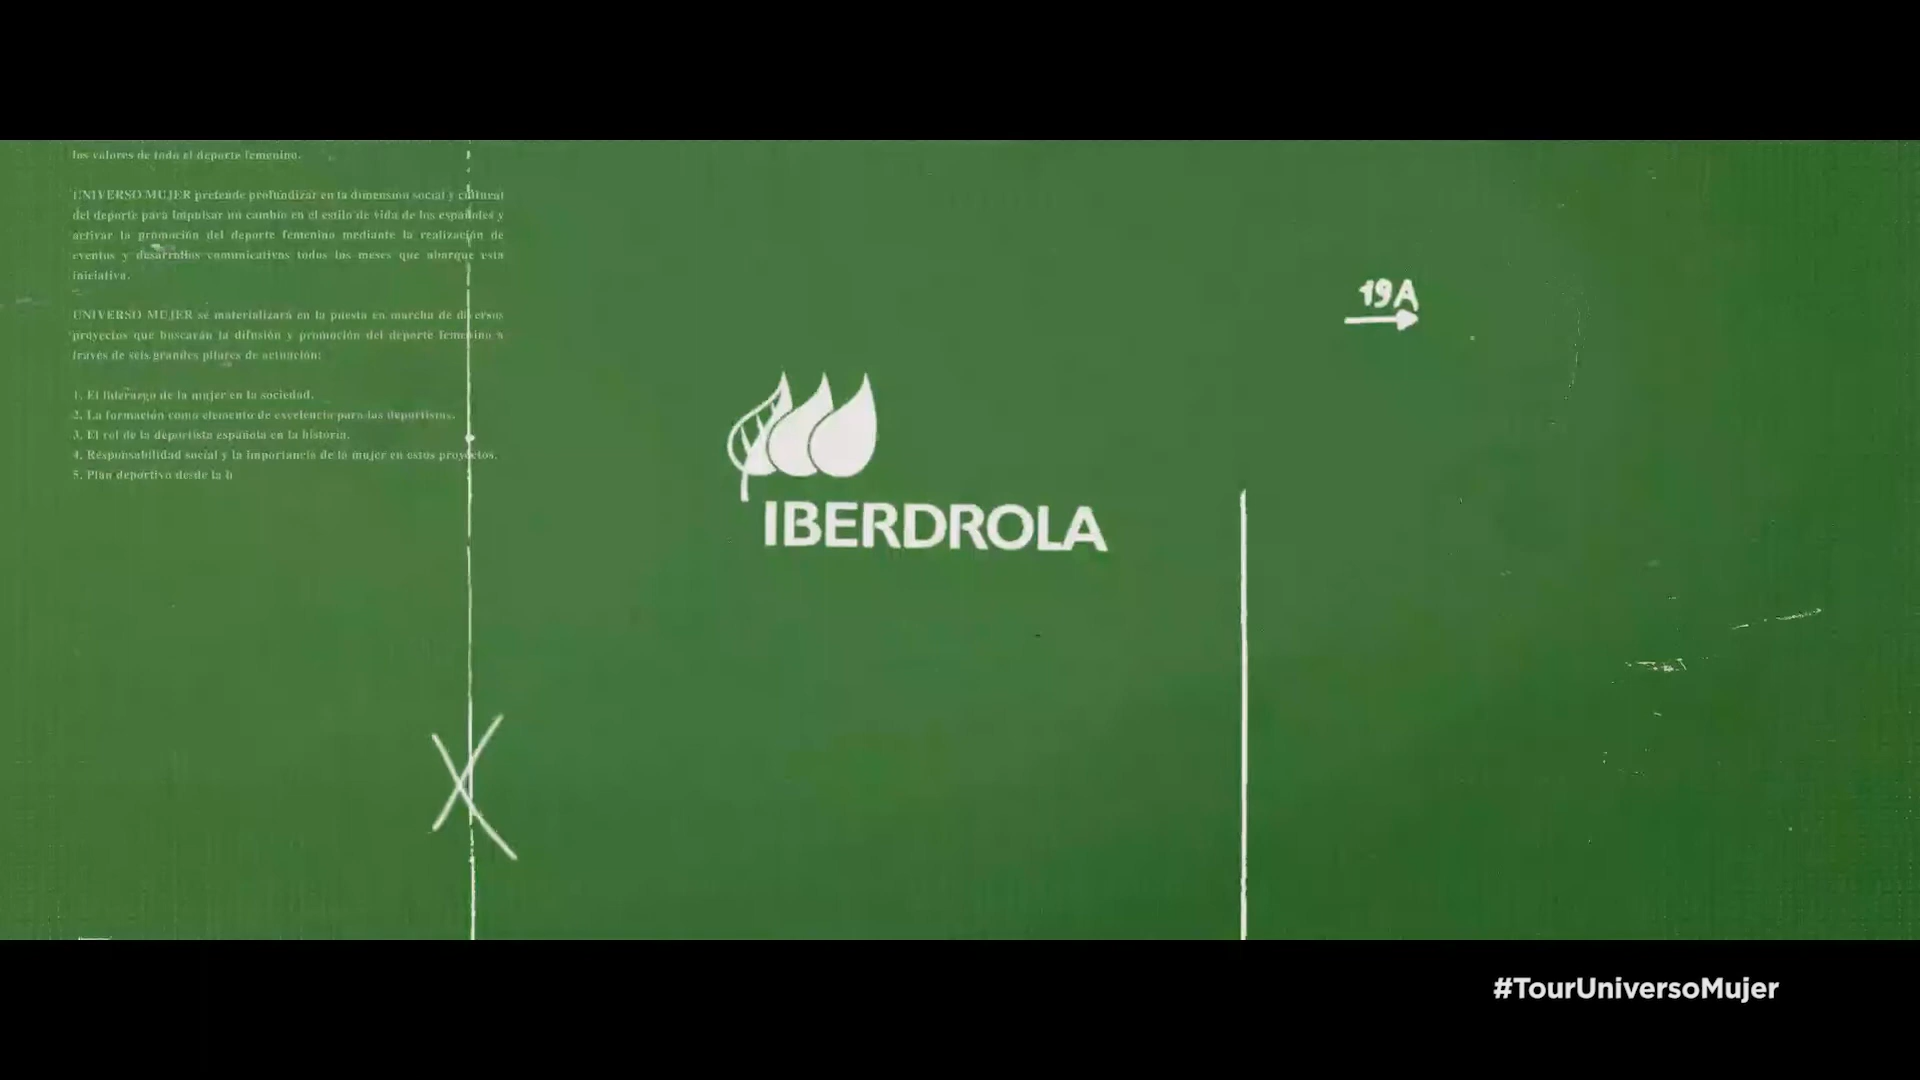 los valores de todo el deporte femenino.
UNIVERSO MUJER pretende profundizar en la dimensión social y cultural
del deporte para impulsar un cambio en el estilo de vida de los españoles y
activar la promoción del deporte femenino mediante la realización de
eventos y desarrollos comunicativos todos los meses que abarque esta
iniciativa.
UNIVERSO MUJER se materializará en la puesta en marcha de diversos
proyectos que buscarán la difusión y promoción del deporte femenino a
través de seis grandes pilares de actuación:
1. El liderazgo de la mujer en la sociedad.
2. La formación como elemento de excelencia para las deportistas.
3. El rol de la deportista española en la historia.
4. Responsabilidad social y la importancia de la mujer en estos proyectos.
5. Plan deportivo desde la b
19A
IBERDROLA
#TourUniversoMujer